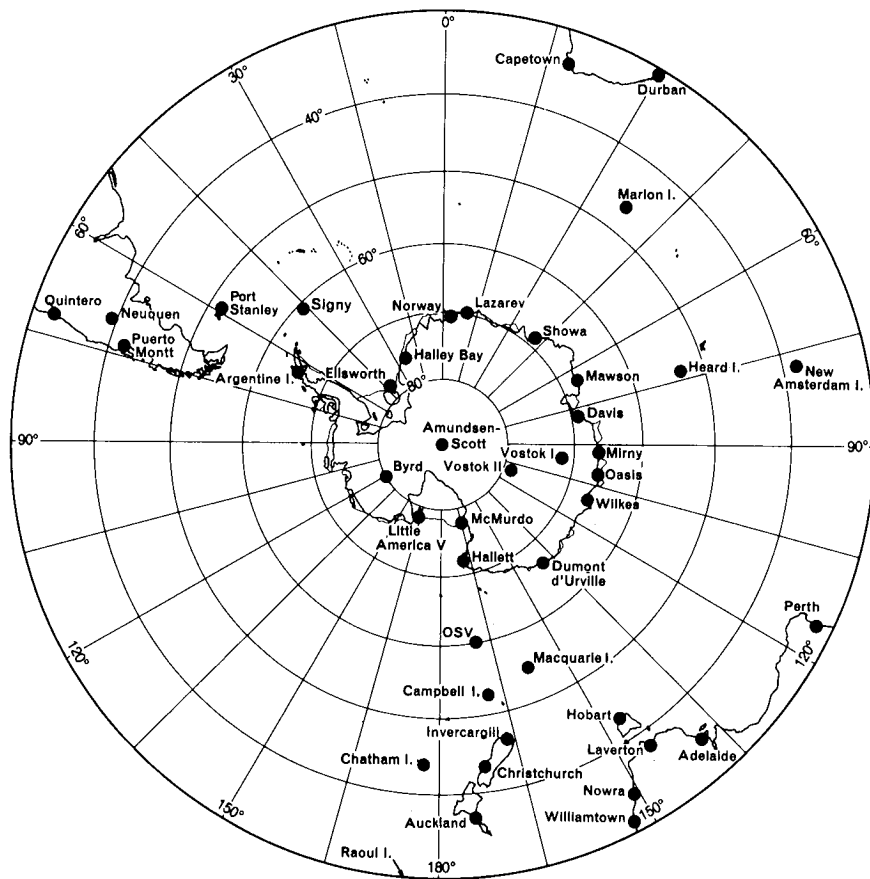 0°
Capetown
Durban
30°
40°
Marion I.
60°
60°
60°
Quintero
Neuquen
Port
Stanley
Signy
Norway
Lazarev
Puerto
Montt
Showa
Halley Bay
Argentine I.
Ellsworth
80°
Mawson
Heard I.
New
Amsterdam I.
Davis
90°
Amundsen-
Scott
Vostok I
Mirny
90°
Vostok II
Oasis
Byrd
Wilkes
McMurdo
Little
America V
Hallett
Dumont
d'Urville
Perth
OSV
120°
120°
Macquarie I.
Campbell I.
Hobart
Invercargill
Laverton
Adelaide
Chatham I.
Christchurch
Nowra
150°
Auckland
Williamtown
150°
Raoul I.
180°